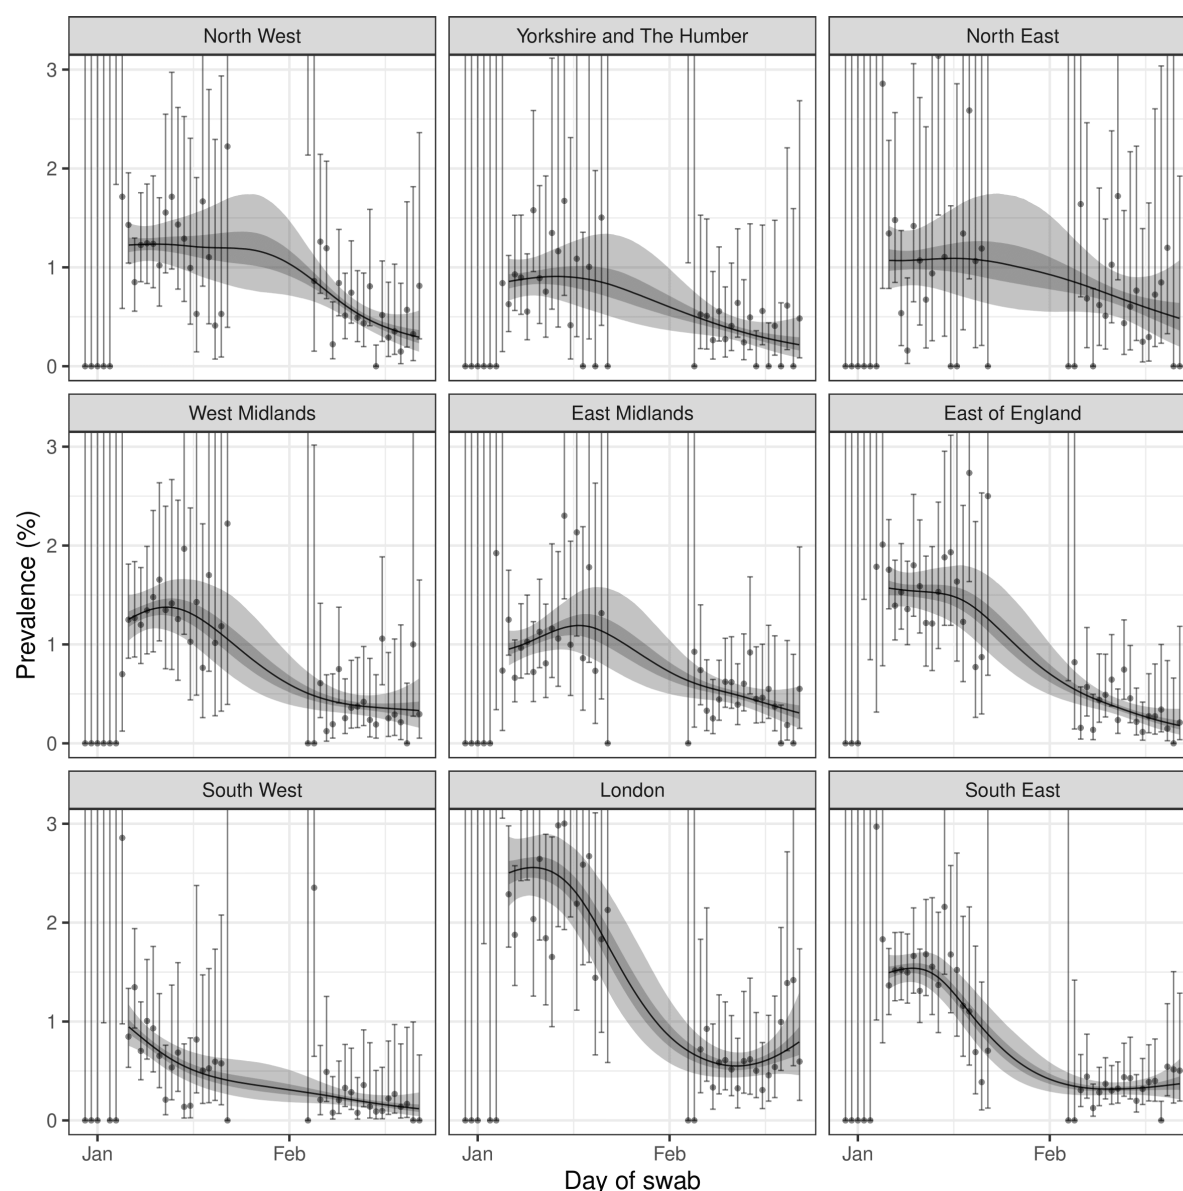 North West Yorkshire and The Humber North East
3
2
1
0
West Midlands East Midlands East of England
3
2
1
0
Prevalence (%)
South West London South East
3
2
1
0
Jan Feb Jan Feb Jan Feb
Day of swab